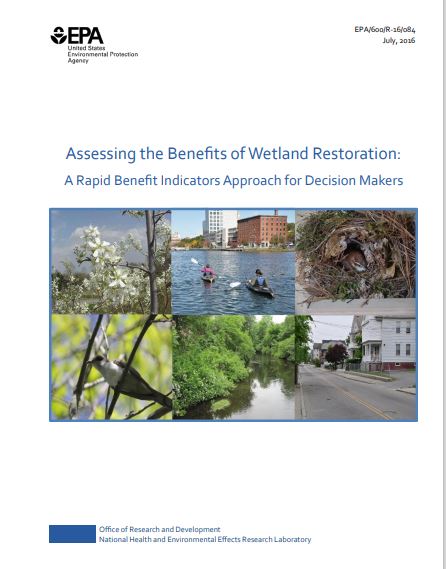 EPA
United States
Environmental Protection
Agency
EPA/600/R-16/084
July, 2016
Assessing the Benefits of Wetland Restoration:
A Rapid Benefit Indicators Approach for Decision Makers
Office of Research and Development
National Health and Environmental Effects Research Laboratory